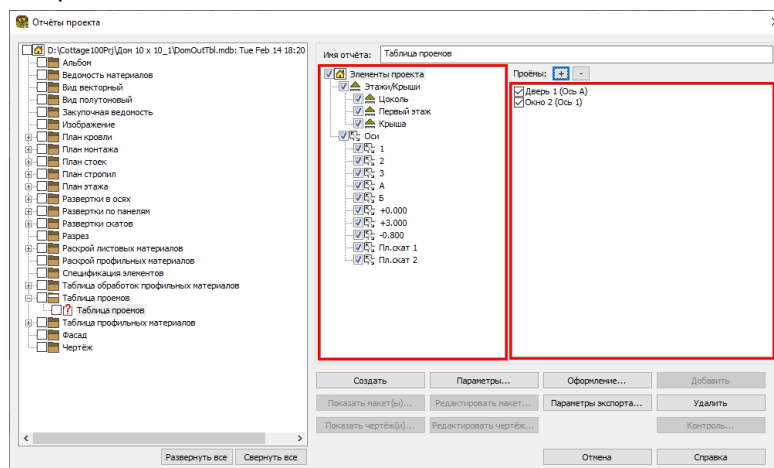 Отчёты проекта
D:\Cottage100Prj\Дом 10 x 10_1\DomOutTbl.mdb: Tue Feb 14 18:20
Альбом
Ведомость материалов
Вид векторный
Вид полутоновый
Закупочная ведомость
Изображение
План кровли
План монтажа
План стоек
План стропил
План этажа
Развертки в осях
Развертки по панелям
Развертки скатов
Разрез
Раскрой листовых материалов
Раскрой профильных материалов
Спецификация элементов
Таблица обработок профильных материалов
Таблица проемов
Таблица проемов
Таблица профильных материалов
Фасад
Чертёж
Развернуть все Свернуть все
Имя отчёта: Таблица проемов
Элементы проекта
Этажи/Крыши
Цоколь
Первый этаж
Крыша
Оси
1
2
3
А
Б
+0.000
+3.000
-0.800
Пл.скат 1
Пл.скат 2
Проёмы: + -
Дверь 1 (Ось А)
Окно 2 (Ось 1)
Создать Параметры... Оформление... Добавить
Показать макет(ы)... Редактировать макет... Параметры экспорта... Удалить
Показать чертёж(и)... Редактировать чертёж... Контроль...
Отмена Справка